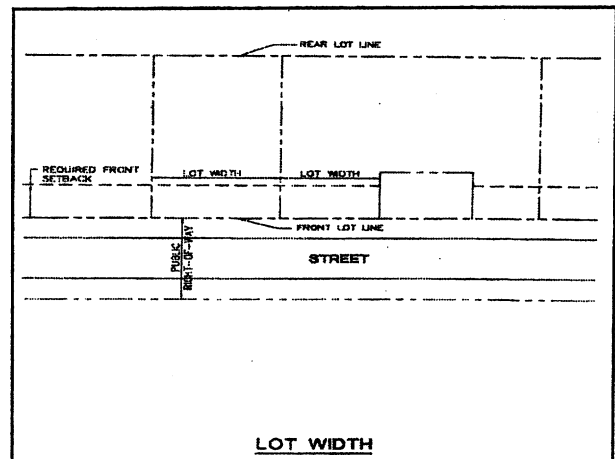 REAR LOT LINE
REQUIRED FRONT
SETBACK
LOT WIDTH
LOT WIDTH
FRONT LOT LINE
PUBLIC
RIGHT-OF-WAY
STREET
LOT WIDTH